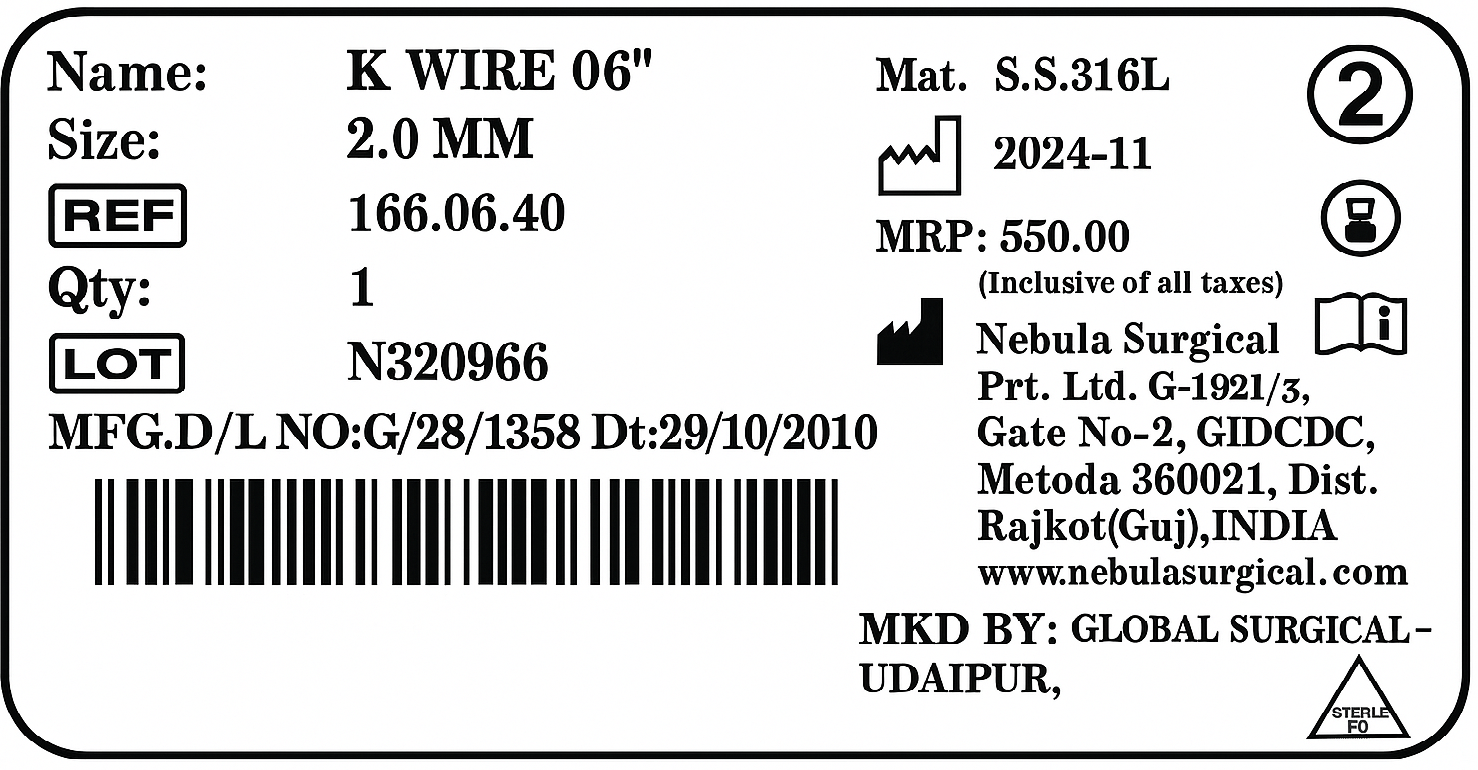 Name: K WIRE 06"
Size: 2.0 MM
REF 166.06.40
Qty: 1
LOT N320966
MFG.D/L NO:G/28/1358 Dt:29/10/2010
Mat. S.S.316L
2
2024-11
MRP: 550.00
(Inclusive of all taxes)
i
Nebula Surgical
Prt. Ltd. G-1921/3,
Gate No-2, GIDCDC,
Metoda 360021, Dist.
Rajkot(Guj),INDIA
www.nebulasurgical.com
MKD BY: GLOBAL SURGICAL-
UDAIPUR,
STERLE
F0